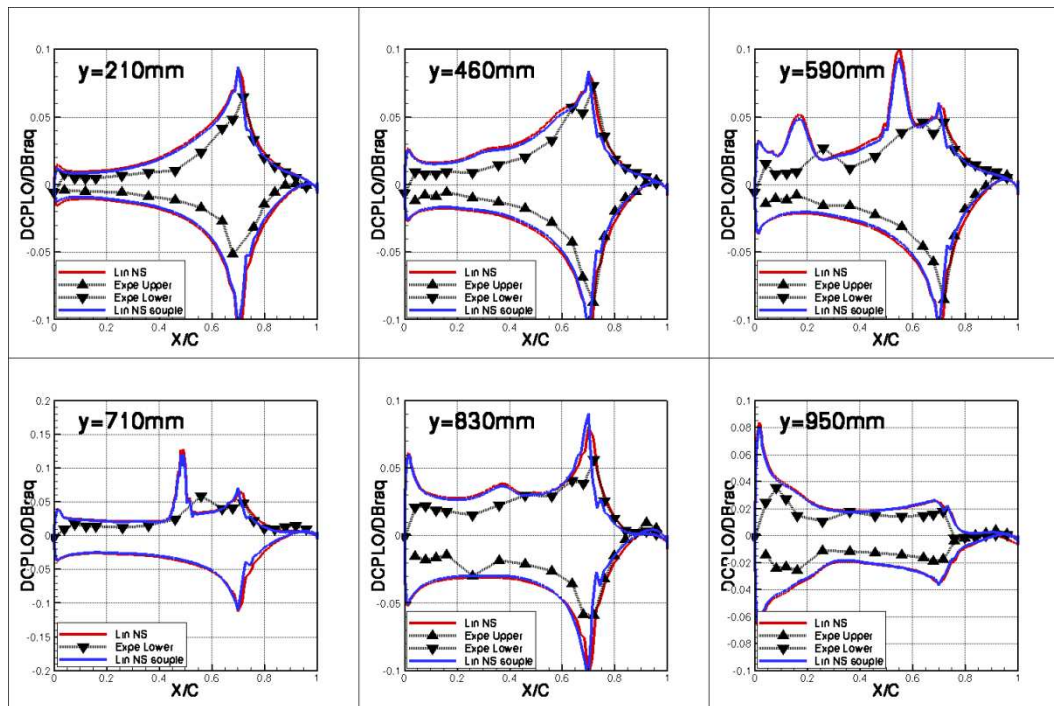 y=210mm
DCPLO/DBraq
0.1
0.05
0
-0.05
-0.1
Lin NS
Expe Upper
Expe Lower
Lin NS souple
0 0.2 0.4 0.6 0.8 1
X/C
y=460mm
DCPLO/DBraq
0.1
0.05
0
-0.05
-0.1
Lin NS
Expe Upper
Expe Lower
Lin NS souple
0 0.2 0.4 0.6 0.8 1
X/C
y=590mm
DCPLO/DBraq
0.1
0.05
0
-0.05
-0.1
Lin NS
Expe Upper
Expe Lower
Lin NS souple
0 0.2 0.4 0.6 0.8 1
X/C
y=710mm
DCPLO/DBraq
0.2
0.15
0.1
0.05
0
-0.05
-0.1
-0.15
-0.2
Lin NS
Expe Lower
Lin NS souple
0 0.2 0.4 0.6 0.8 1
X/C
y=830mm
DCPLO/DBraq
0.1
0.05
0
-0.05
-0.1
Lin NS
Expe Upper
Expe Lower
Lin NS souple
0 0.2 0.4 0.6 0.8 1
X/C
y=950mm
DCPLO/DBraq
0.1
0.08
0.06
0.04
0.02
0
-0.02
-0.04
-0.06
-0.08
-0.1
Lin NS
Expe Upper
Expe Lower
Lin NS souple
0 0.2 0.4 0.6 0.8 1
X/C